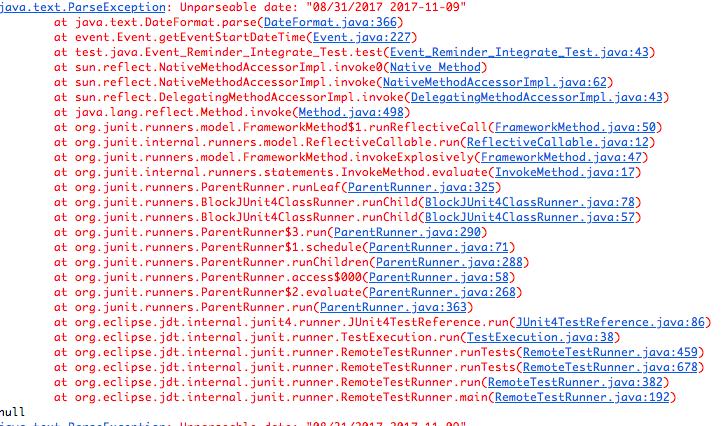 java.text.ParseException: Unparseable date: "08/31/2017 2017-11-09"
at java.text.DateFormat.parse(DateFormat.java:366)
at event.Event.getEventStartDateTime(Event.java:227)
at test.java.Event_Reminder_Integrate_Test.test(Event_Reminder_Integrate_Test.java:43)
at sun.reflect.NativeMethodAccessorImpl.invoke0(Native Method)
at sun.reflect.NativeMethodAccessorImpl.invoke(NativeMethodAccessorImpl.java:62)
at sun.reflect.DelegatingMethodAccessorImpl.invoke(DelegatingMethodAccessorImpl.java:43)
at java.lang.reflect.Method.invoke(Method.java:498)
at org.junit.runners.model.FrameworkMethod$1.runReflectiveCall(FrameworkMethod.java:50)
at org.junit.internal.runners.model.ReflectiveCallable.run(ReflectiveCallable.java:12)
at org.junit.runners.model.FrameworkMethod.invokeExplosively(FrameworkMethod.java:47)
at org.junit.internal.runners.statements.InvokeMethod.evaluate(InvokeMethod.java:17)
at org.junit.runners.ParentRunner.runLeaf(ParentRunner.java:325)
at org.junit.runners.BlockJUnit4ClassRunner.runChild(BlockJUnit4ClassRunner.java:78)
at org.junit.runners.BlockJUnit4ClassRunner.runChild(BlockJUnit4ClassRunner.java:57)
at org.junit.runners.ParentRunner$3.run(ParentRunner.java:290)
at org.junit.runners.ParentRunner$1.schedule(ParentRunner.java:71)
at org.junit.runners.ParentRunner.runChildren(ParentRunner.java:288)
at org.junit.runners.ParentRunner.access$000(ParentRunner.java:58)
at org.junit.runners.ParentRunner$2.evaluate(ParentRunner.java:268)
at org.junit.runners.ParentRunner.run(ParentRunner.java:363)
at org.eclipse.jdt.internal.junit4.runner.JUnit4TestReference.run(JUnit4TestReference.java:86)
at org.eclipse.jdt.internal.junit.runner.TestExecution.run(TestExecution.java:38)
at org.eclipse.jdt.internal.junit.runner.RemoteTestRunner.runTests(RemoteTestRunner.java:459)
at org.eclipse.jdt.internal.junit.runner.RemoteTestRunner.runTests(RemoteTestRunner.java:678)
at org.eclipse.jdt.internal.junit.runner.RemoteTestRunner.run(RemoteTestRunner.java:382)
at org.eclipse.jdt.internal.junit.runner.RemoteTestRunner.main(RemoteTestRunner.java:192)
null
java.text.ParseException: Unparseable date: "08/31/2017 2017-11-09"